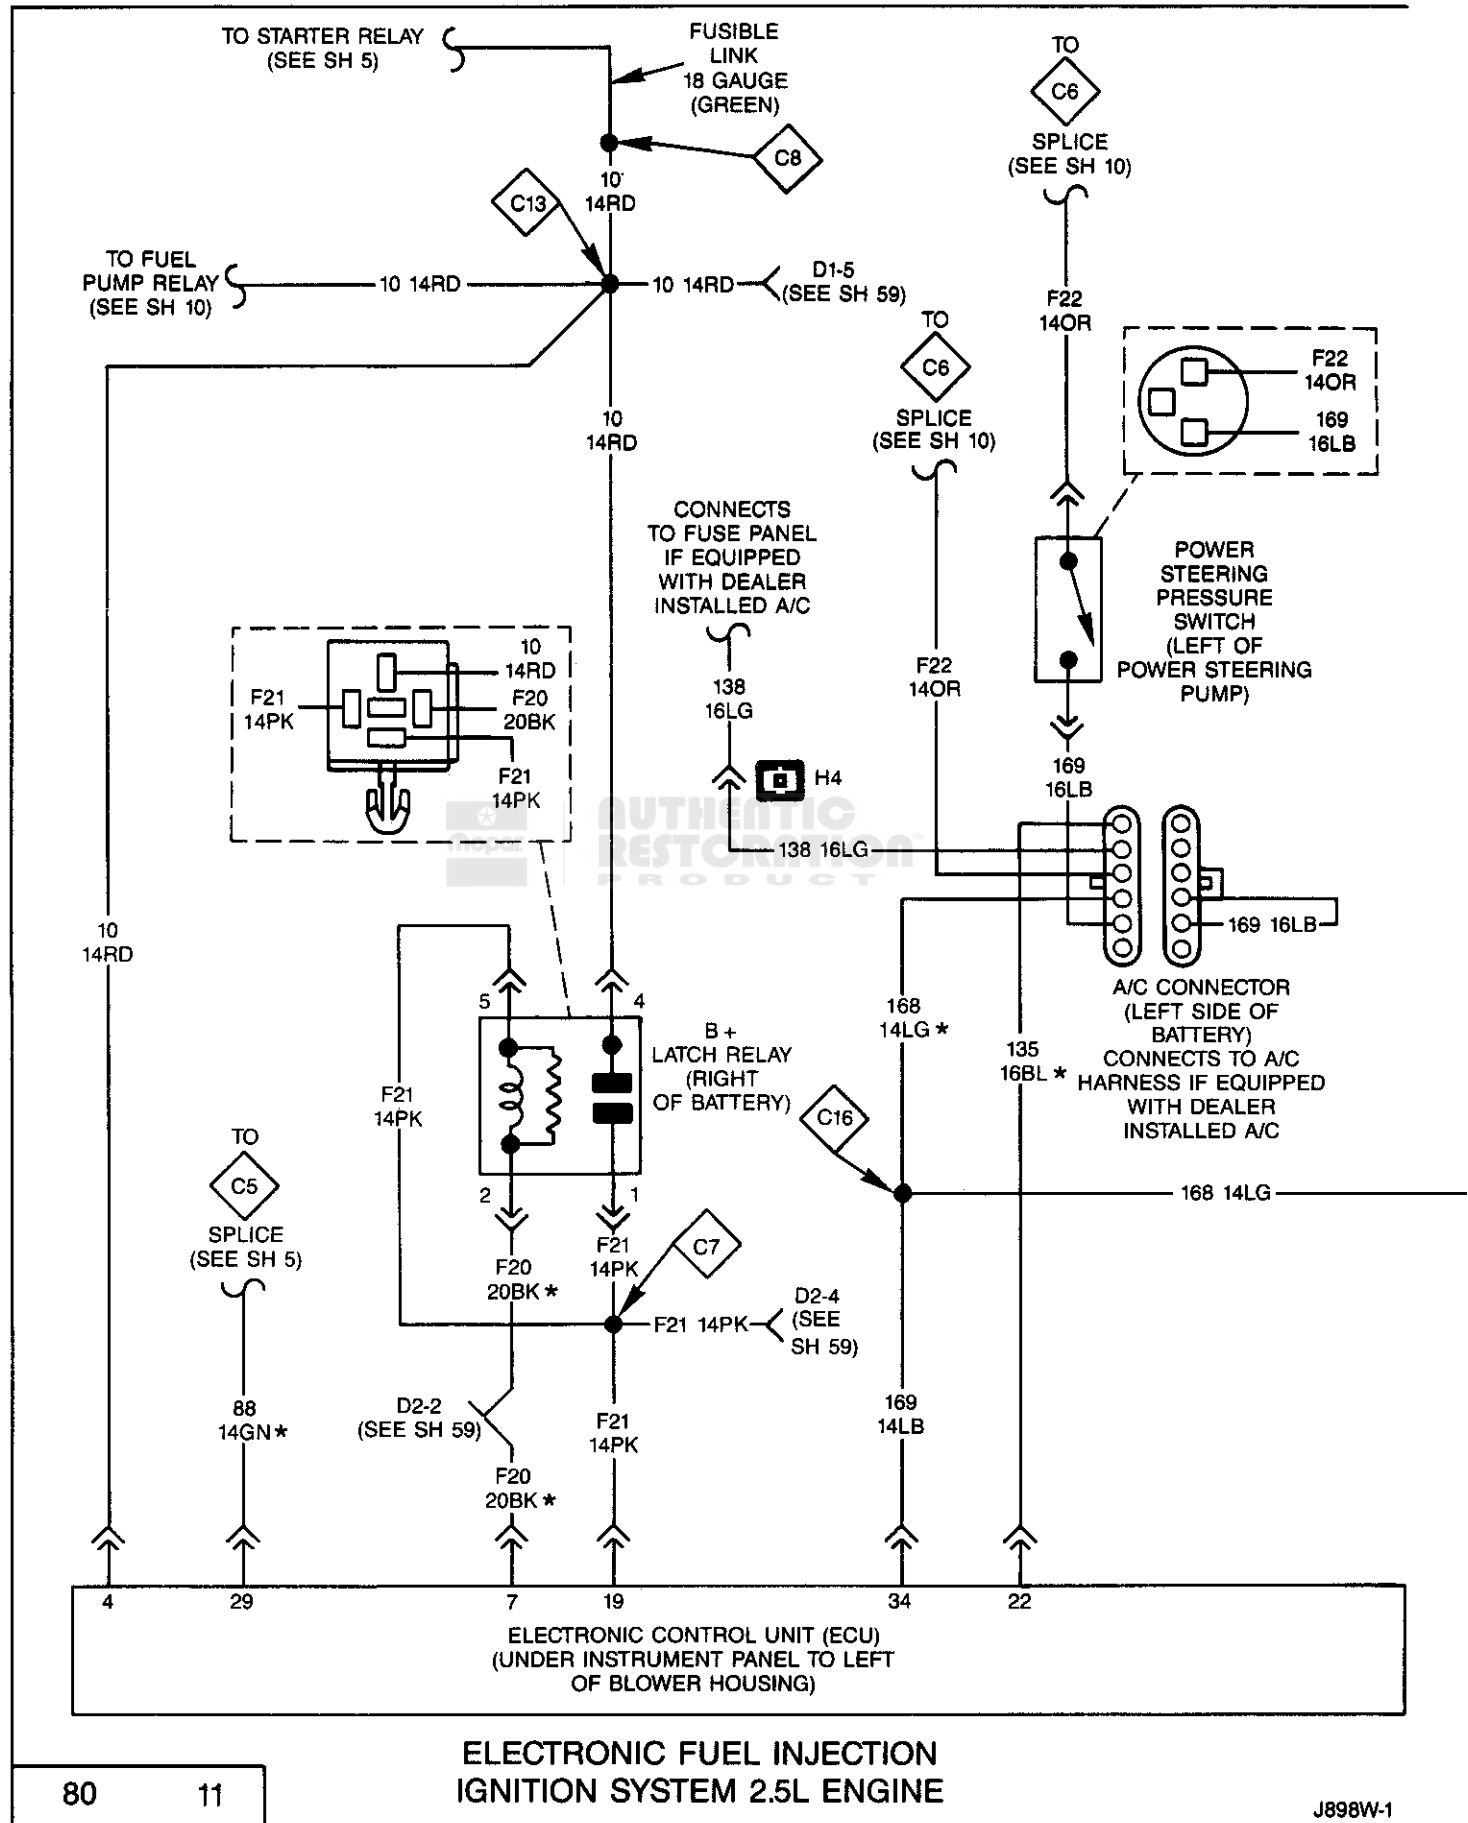 TO STARTER RELAY
(SEE SH 5)
FUSIBLE
LINK
18 GAUGE
(GREEN)
TO
C6
SPLICE
(SEE SH 10)
C8
10
14RD
C13
TO FUEL
PUMP RELAY
(SEE SH 10)
10 14RD
10 14RD
D1-5
(SEE SH 59)
F22
14OR
TO
C6
SPLICE
(SEE SH 10)
F22
14OR
169
16LB
10
14RD
CONNECTS
TO FUSE PANEL
IF EQUIPPED
WITH DEALER
INSTALLED A/C
POWER
STEERING
PRESSURE
SWITCH
(LEFT OF
POWER STEERING
PUMP)
F21
14PK
10
14RD
F20
20BK
F21
14PK
138
16LG
F22
14OR
H4
169
16LB
Mopar
AUTHENTIC
RESTORATION™
PRODUCT
138 16LG
169 16LB
10
14RD
5
4
B +
LATCH RELAY
(RIGHT
OF BATTERY)
168
14LG *
135
16BL *
A/C CONNECTOR
(LEFT SIDE OF
BATTERY)
CONNECTS TO A/C
HARNESS IF EQUIPPED
WITH DEALER
INSTALLED A/C
F21
14PK
C16
TO
C5
SPLICE
(SEE SH 5)
2
1
168 14LG
F20
20BK *
F21
14PK
C7
F21 14PK
D2-4
(SEE
SH 59)
88
14GN *
D2-2
(SEE SH 59)
F21
14PK
169
14LB
F20
20BK *
4
29
7
19
34
22
ELECTRONIC CONTROL UNIT (ECU)
(UNDER INSTRUMENT PANEL TO LEFT
OF BLOWER HOUSING)
ELECTRONIC FUEL INJECTION
IGNITION SYSTEM 2.5L ENGINE
80 11
J898W-1